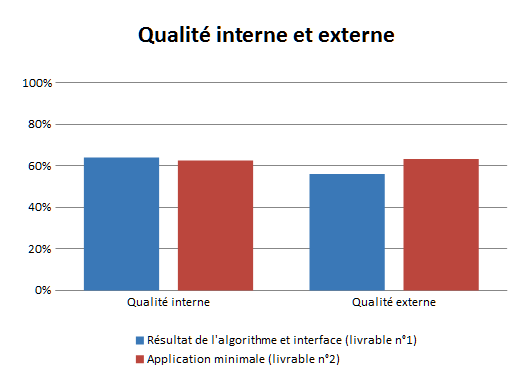 Qualité interne et externe
100%
80%
60%
40%
20%
0%
Qualité interne
Qualité externe
Résultat de l'algorithme et interface (livrable n°1)
Application minimale (livrable n°2)